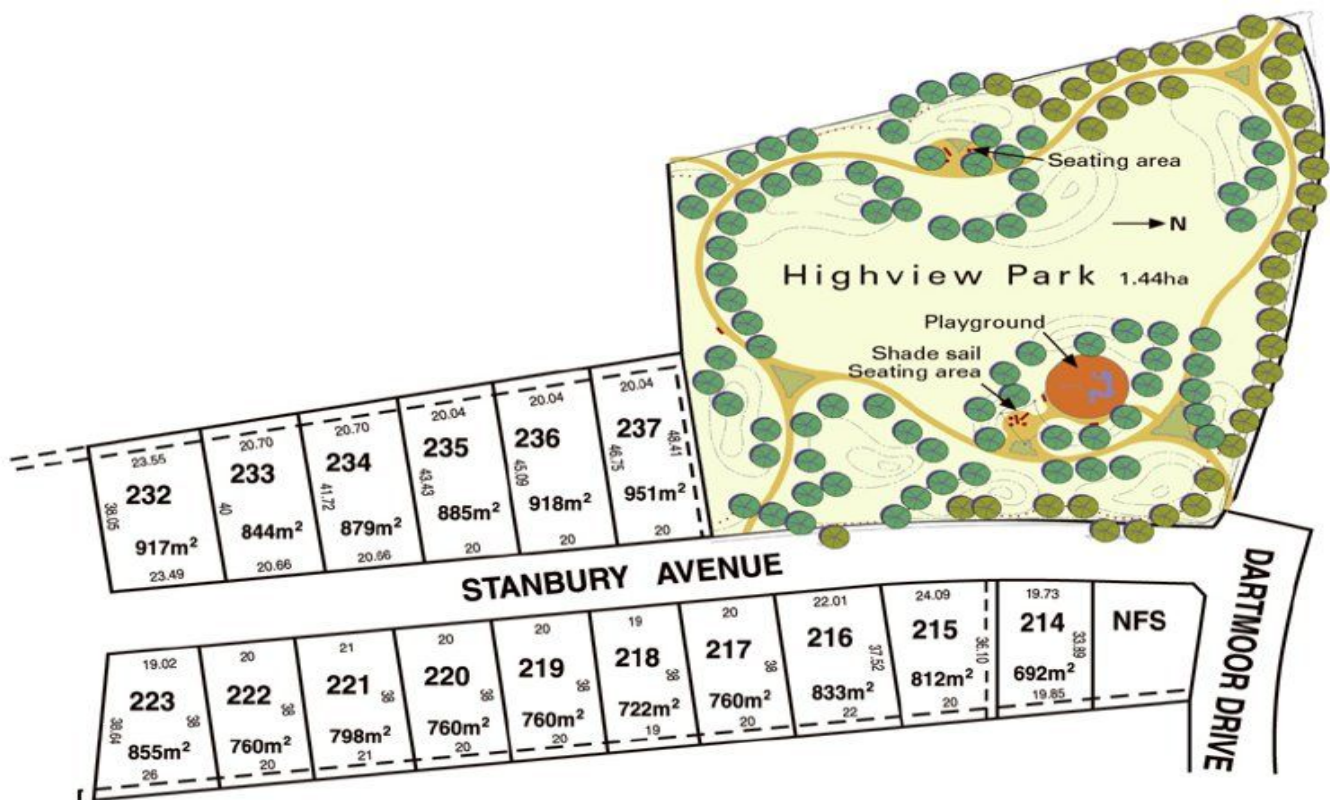 Seating area
N
Highview Park 1.44ha
Playground
Shade sail
Seating area
23.55
232
38.05
917m²
23.49
20.70
233
40
844m²
20.66
20.70
234
41.72
879m²
20.66
20.04
235
43.43
885m²
20
20.04
236
45.09
918m²
20
20.04
237
46.75
48.41
951m²
20
STANBURY AVENUE
19.02
223
38.64
38
855m²
26
20
222
38
760m²
20
21
221
38
798m²
21
20
220
38
760m²
20
20
219
38
760m²
20
19
218
38
722m²
19
20
217
38
760m²
20
22.01
216
37.52
833m²
22
24.09
215
36.10
812m²
20
19.73
214
33.89
692m²
19.85
NFS
DARTMOOR DRIVE